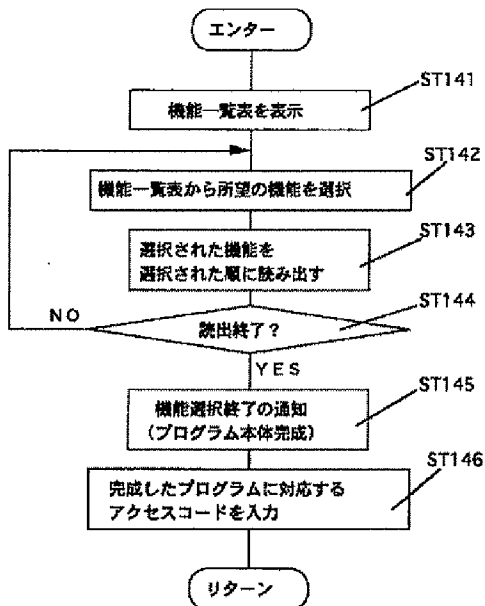 エンター
ST141
機能一覧表を表示
ST142
機能一覧表から所望の機能を選択
ST143
選択された機能を
選択された順に読み出す
ST144
NO
読出終了？
YES
ST145
機能選択終了の通知
(プログラム本体完成)
ST146
完成したプログラムに対応する
アクセスコードを入力
リターン